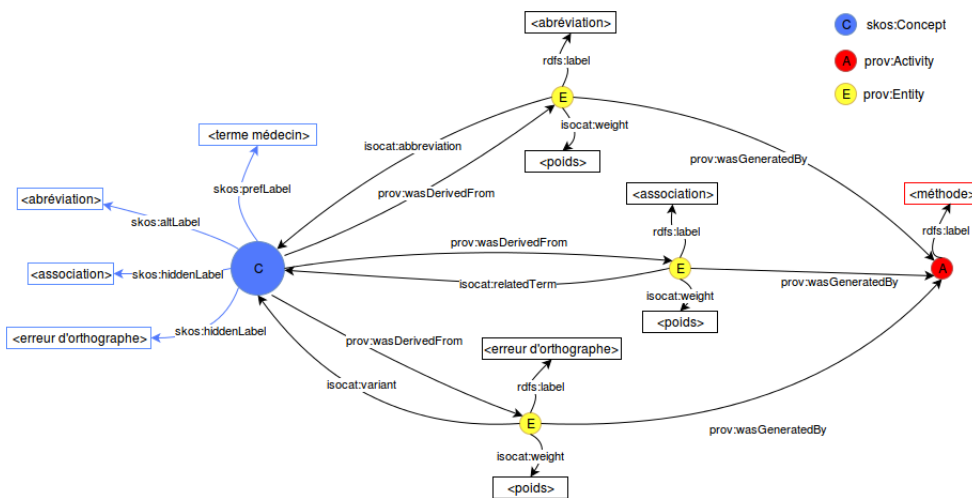 <abréviation>
C skos:Concept
rdfs:label
A prov:Activity
E
E prov:Entity
isocat:weight
<terme médecin>
isocat:abbreviation
<poids>
prov:wasGeneratedBy
skos:prefLabel
prov:wasDerivedFrom
<association>
<méthode>
<abréviation>
skos:altLabel
rdfs:label
rdfs:label
prov:wasDerivedFrom
<association>
skos:hiddenLabel
C
E
A
isocat:relatedTerm
prov:wasGeneratedBy
isocat:weight
skos:hiddenLabel
<poids>
<erreur d'orthographe>
prov:wasDerivedFrom
<erreur d'orthographe>
isocat:variant
rdfs:label
E
prov:wasGeneratedBy
isocat:weight
<poids>